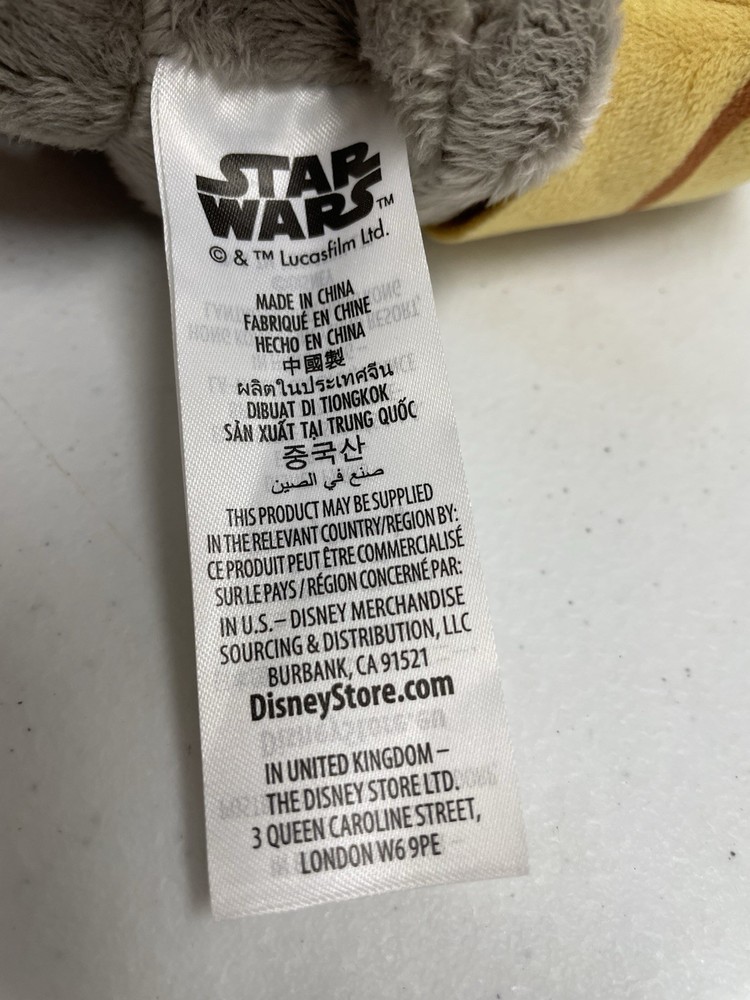 STAR
WARS™
© & ™ Lucasfilm Ltd.
MADE IN CHINA
FABRIQUÉ EN CHINE
HECHO EN CHINA
中國製
ผลิตในประเทศจีน
DIBUAT DI TIONGKOK
SẢN XUẤT TẠI TRUNG QUỐC
중국산
صنع في الصين
THIS PRODUCT MAY BE SUPPLIED
IN THE RELEVANT COUNTRY/REGION BY:
CE PRODUIT PEUT ÊTRE COMMERCIALISÉ
SUR LE PAYS / RÉGION CONCERNÉ PAR:
IN U.S.– DISNEY MERCHANDISE
SOURCING & DISTRIBUTION, LLC
BURBANK, CA 91521
DisneyStore.com
IN UNITED KINGDOM –
THE DISNEY STORE LTD.
3 QUEEN CAROLINE STREET,
LONDON W6 9PE